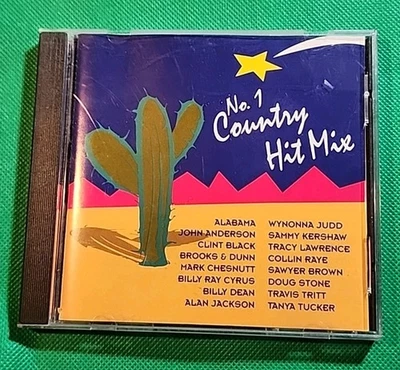 No. 1
Country
Hit Mix
ALABAMA
JOHN ANDERSON
CLINT BLACK
BROOKS & DUNN
MARK CHESNUTT
BILLY RAY CYRUS
BILLY DEAN
ALAN JACKSON
WYNONNA JUDD
SAMMY KERSHAW
TRACY LAWRENCE
COLLIN RAYE
SAWYER BROWN
DOUG STONE
TRAVIS TRITT
TANYA TUCKER